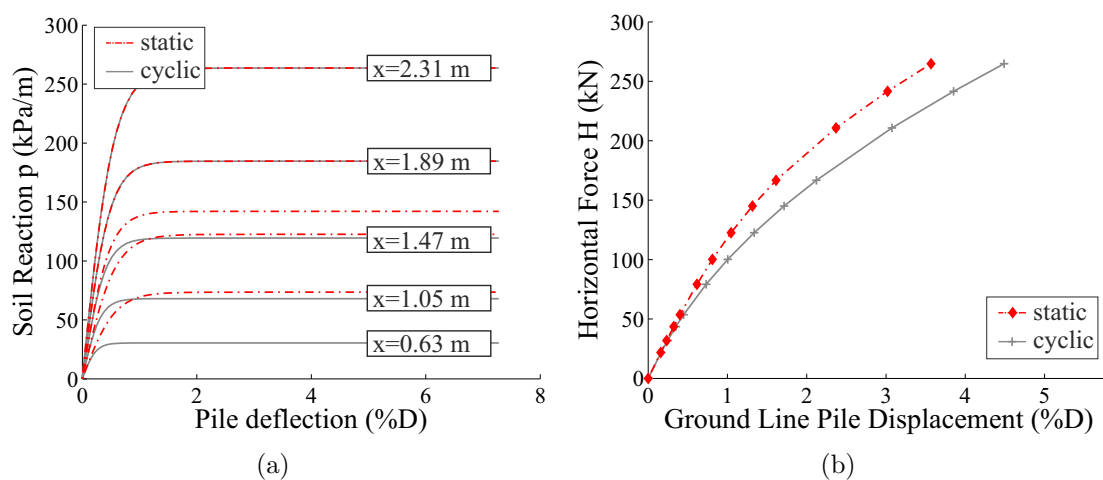 300
250
200
150
100
50
0
Soil Reaction p (kPa/m)
static
cyclic
x=2.31 m
x=1.89 m
x=1.47 m
x=1.05 m
x=0.63 m
0 2 4 6 8
Pile deflection (%D)
(a)
300
250
200
150
100
50
0
Horizontal Force H (kN)
static
cyclic
0 1 2 3 4 5
Ground Line Pile Displacement (%D)
(b)